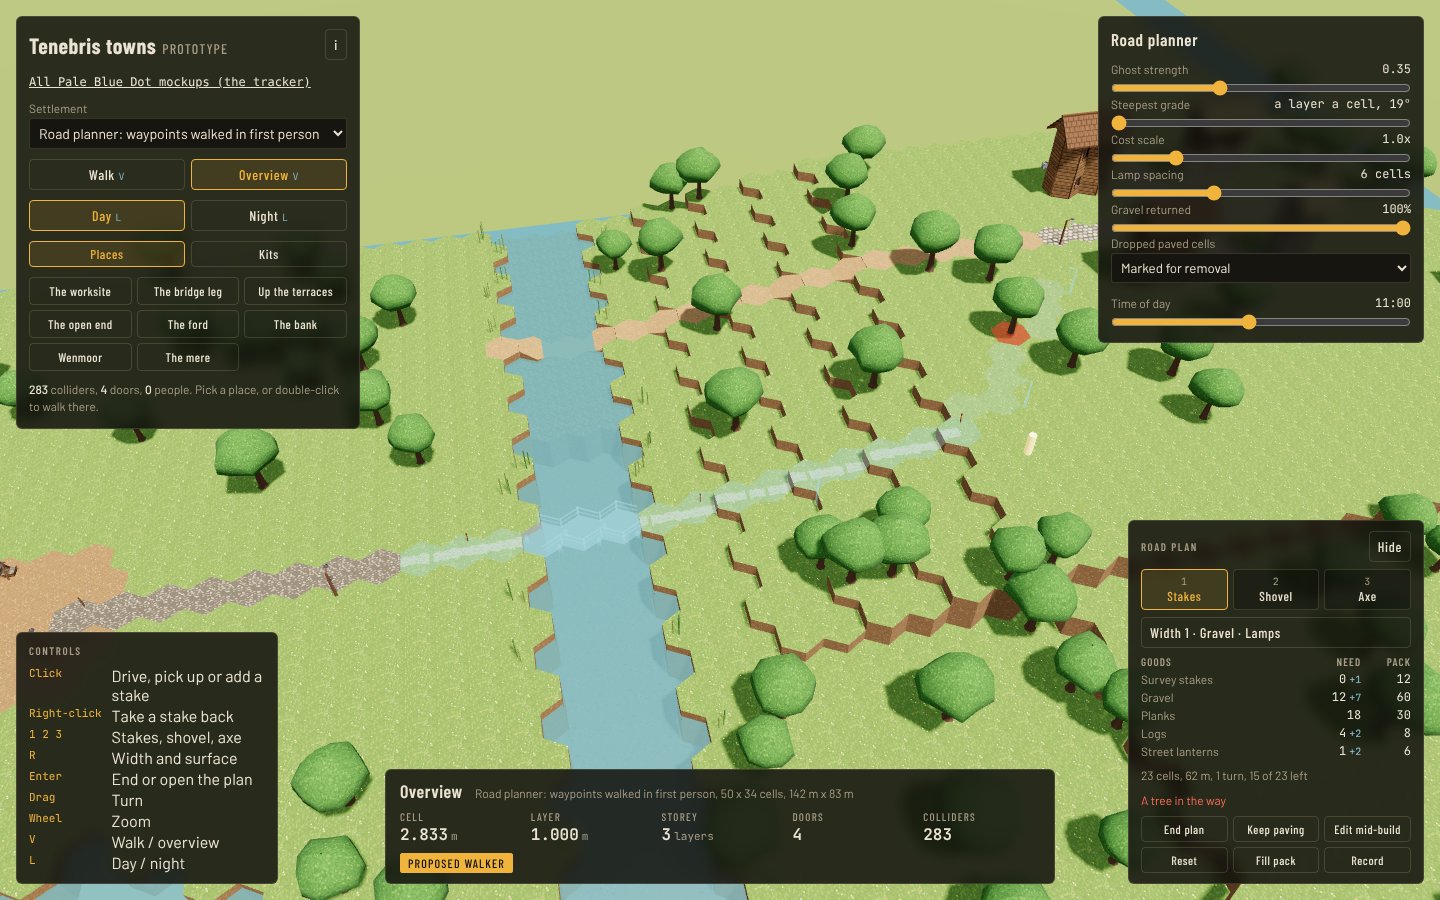 Tenebris towns PROTOTYPE
i
All Pale Blue Dot mockups (the tracker)
Settlement
Road planner: waypoints walked in first person
Walk V
Overview V
Day L
Night L
Places
Kits
The worksite
The bridge leg
Up the terraces
The open end
The ford
The bank
Wenmoor
The mere
283 colliders, 4 doors, 0 people. Pick a place, or double-click
to walk there.
Road planner
Ghost strength 0.35
Steepest grade a layer a cell, 19°
Cost scale 1.0x
Lamp spacing 6 cells
Gravel returned 100%
Dropped paved cells
Marked for removal
Time of day 11:00
CONTROLS
Click Drive, pick up or add a
stake
Right-click Take a stake back
1 2 3 Stakes, shovel, axe
R Width and surface
Enter End or open the plan
Drag Turn
Wheel Zoom
V Walk / overview
L Day / night
Overview Road planner: waypoints walked in first person, 50 x 34 cells, 142 m x 83 m
CELL LAYER STOREY DOORS COLLIDERS
2.833 m 1.000 m 3 layers 4 283
PROPOSED WALKER
ROAD PLAN
Hide
1 2 3
Stakes Shovel Axe
Width 1 · Gravel · Lamps
GOODS NEED PACK
Survey stakes 0 +1 12
Gravel 12 +7 60
Planks 18 30
Logs 4 +2 8
Street lanterns 1 +2 6
23 cells, 62 m, 1 turn, 15 of 23 left
A tree in the way
End plan
Keep paving
Edit mid-build
Reset
Fill pack
Record